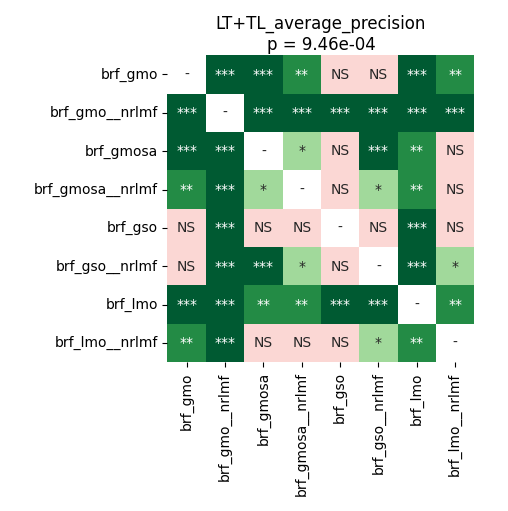 LT+TL_average_precision
p = 9.46e-04
brf_gmo - *** *** ** NS NS *** **
brf_gmo__nrlmf *** - *** *** *** *** *** ***
brf_gmosa *** *** - * NS *** ** NS
brf_gmosa__nrlmf ** *** * - NS * ** NS
brf_gso NS *** NS NS - NS *** NS
brf_gso__nrlmf NS *** *** * NS - *** *
brf_lmo *** *** ** ** *** *** - **
brf_lmo__nrlmf ** *** NS NS NS * ** -
brf_gmo
brf_gmo__nrlmf
brf_gmosa
brf_gmosa__nrlmf
brf_gso
brf_gso__nrlmf
brf_lmo
brf_lmo__nrlmf